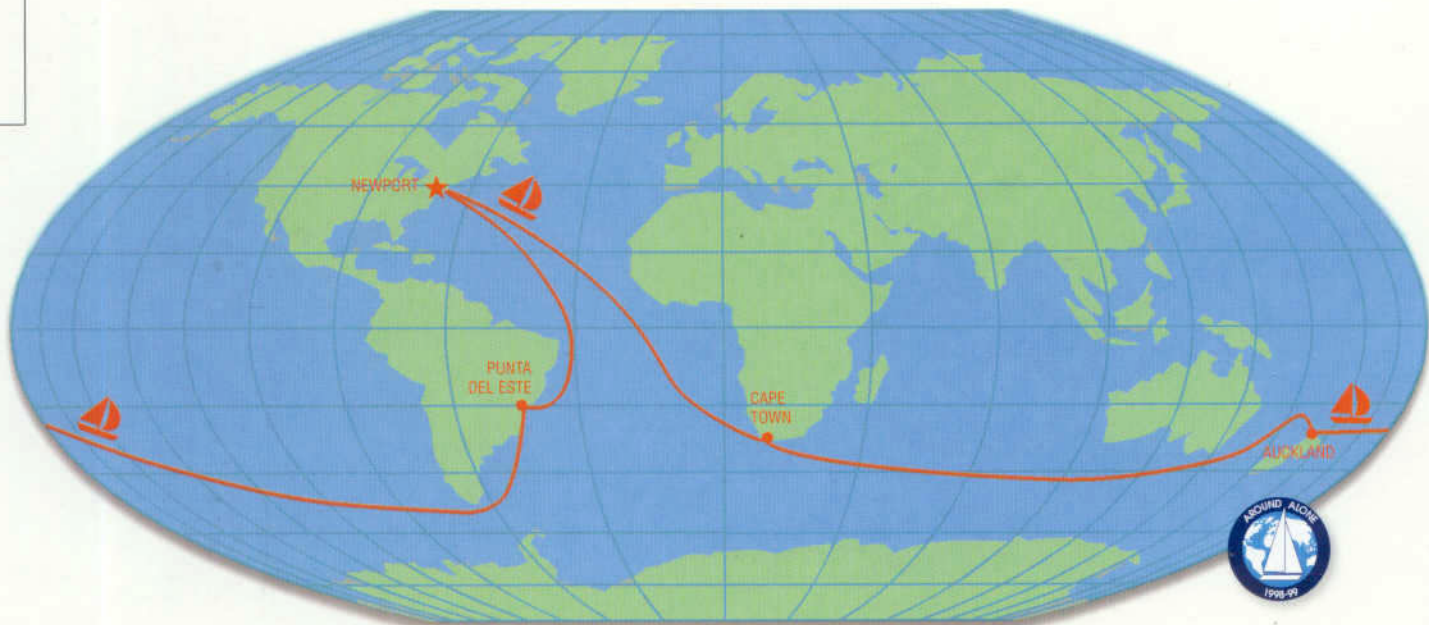 NEWPORT
PUNTA
DEL ESTE
CAPE
TOWN
AUCKLAND
AROUND ALONE
1998-99